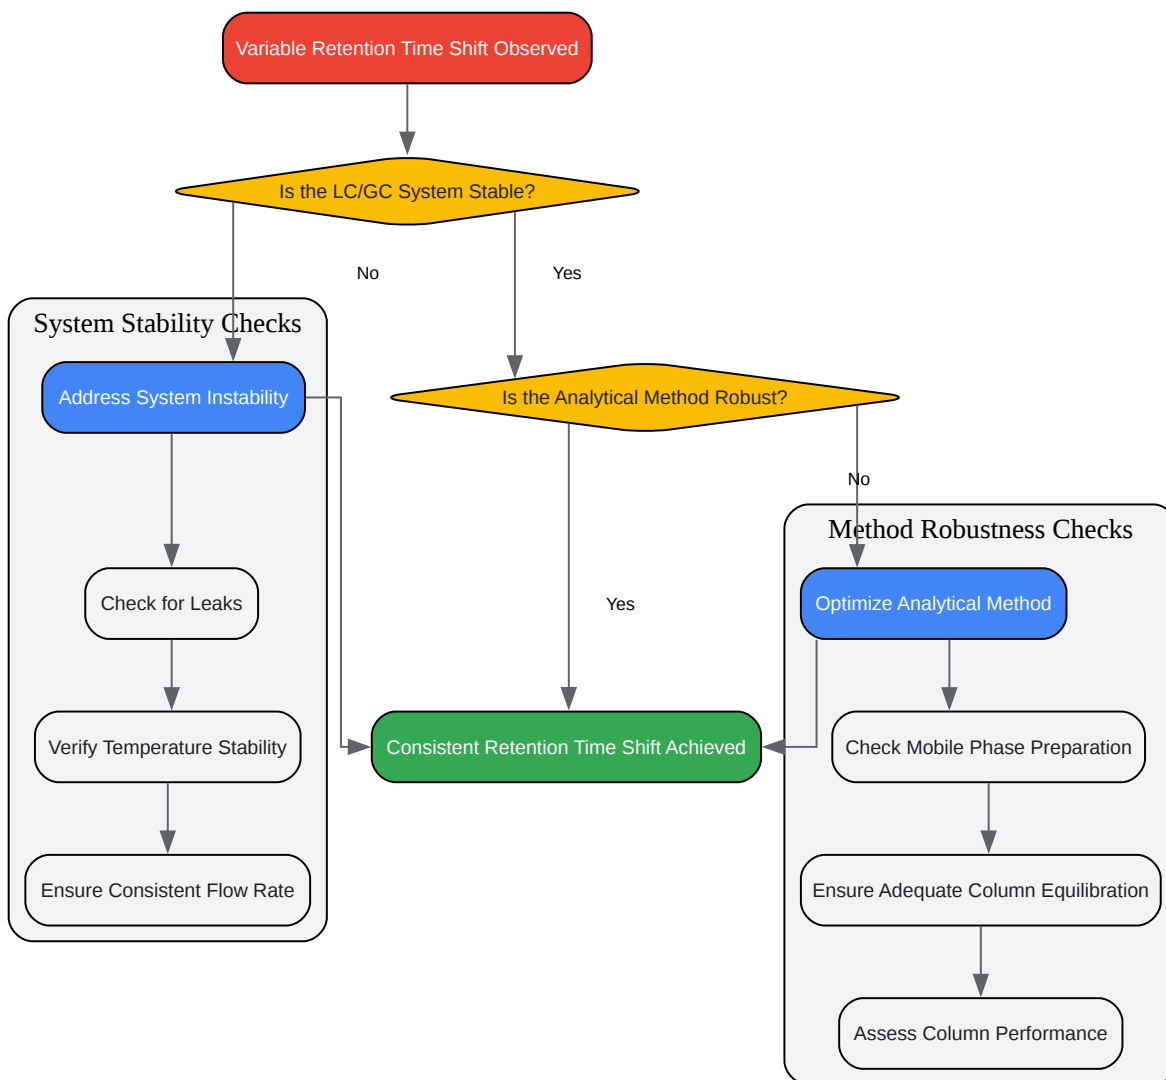 Variable Retention Time Shift Observed
Is the LC/GC System Stable?
No
Yes
System Stability Checks
Address System Instability
Is the Analytical Method Robust?
No
Method Robustness Checks
Check for Leaks
Yes
Optimize Analytical Method
Verify Temperature Stability
Consistent Retention Time Shift Achieved
Check Mobile Phase Preparation
Ensure Consistent Flow Rate
Ensure Adequate Column Equilibration
Assess Column Performance